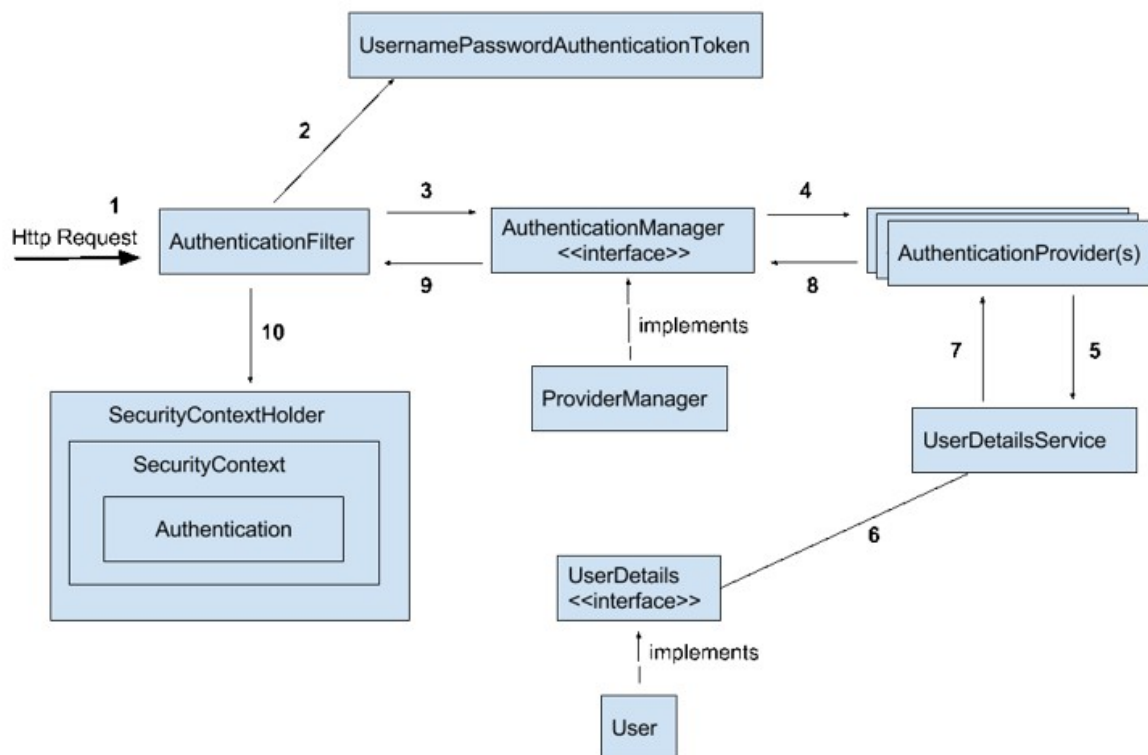 UsernamePasswordAuthenticationToken
2
1
Http Request
AuthenticationFilter
3
9
AuthenticationManager
<<interface>>
4
8
AuthenticationProvider(s)
10
implements
ProviderManager
7
5
UserDetailsService
SecurityContextHolder
SecurityContext
Authentication
6
UserDetails
<<interface>>
implements
User